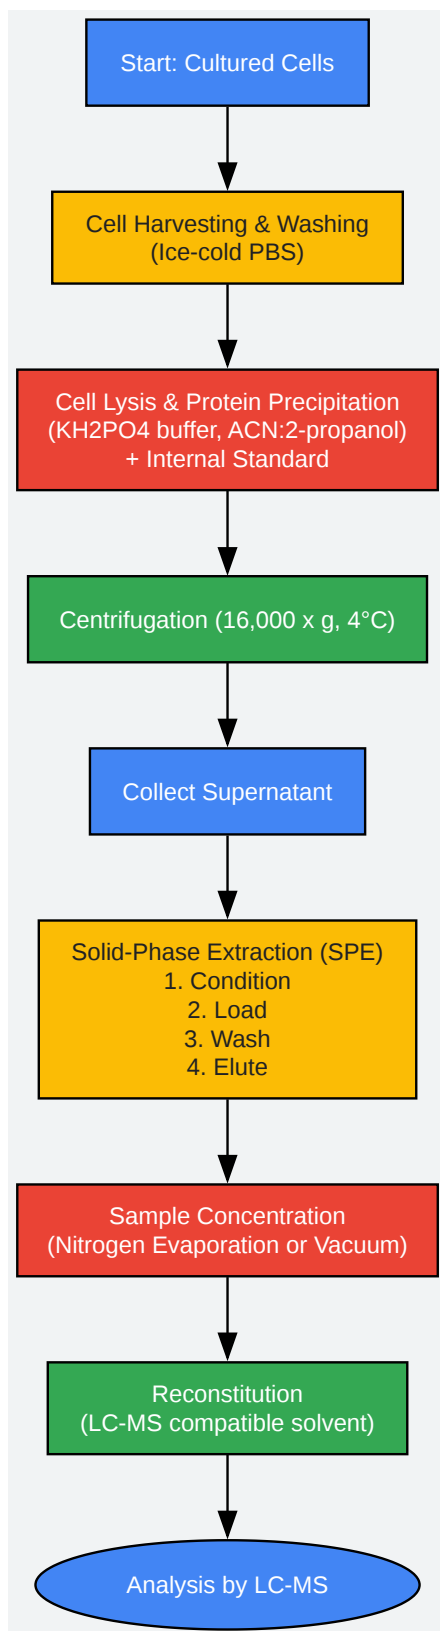 Start: Cultured Cells
Cell Harvesting & Washing
(Ice-cold PBS)
Cell Lysis & Protein Precipitation
(KH2PO4 buffer, ACN:2-propanol)
+ Internal Standard
Centrifugation (16,000 x g, 4°C)
Collect Supernatant
Solid-Phase Extraction (SPE)
1. Condition
2. Load
3. Wash
4. Elute
Sample Concentration
(Nitrogen Evaporation or Vacuum)
Reconstitution
(LC-MS compatible solvent)
Analysis by LC-MS